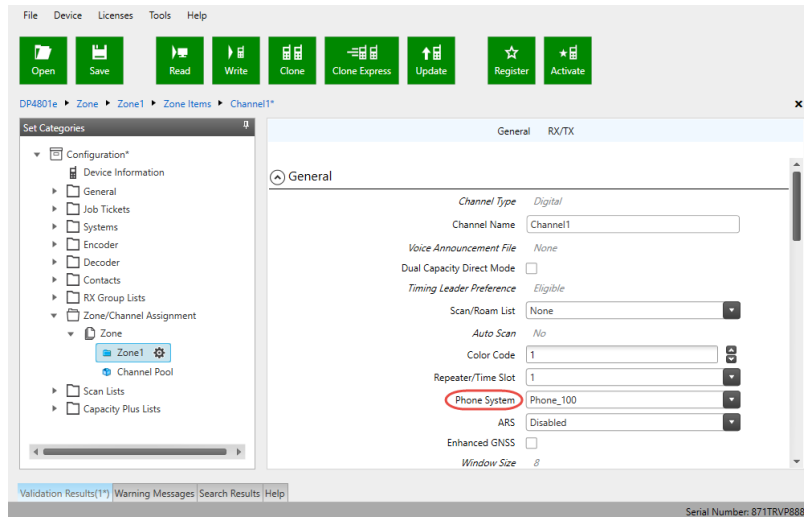 File Device Licenses Tools Help
Open Save Read Write Clone Clone Express Update Register Activate
DP4801e Zone Zone1 Zone Items Channel1*
Set Categories
General RX/TX
Configuration*
Device Information
General
Job Tickets
Systems
Encoder
Decoder
Contacts
RX Group Lists
Zone/Channel Assignment
Zone
Zone1
Channel Pool
Scan Lists
Capacity Plus Lists
General
Channel Type Digital
Channel Name Channel1
Voice Announcement File None
Dual Capacity Direct Mode
Timing Leader Preference Eligible
Scan/Roam List None
Auto Scan No
Color Code 1
Repeater/Time Slot 1
Phone System Phone_100
ARS Disabled
Enhanced GNSS
Window Size 8
Validation Results(1*) Warning Messages Search Results Help
Serial Number: 871TRVP888